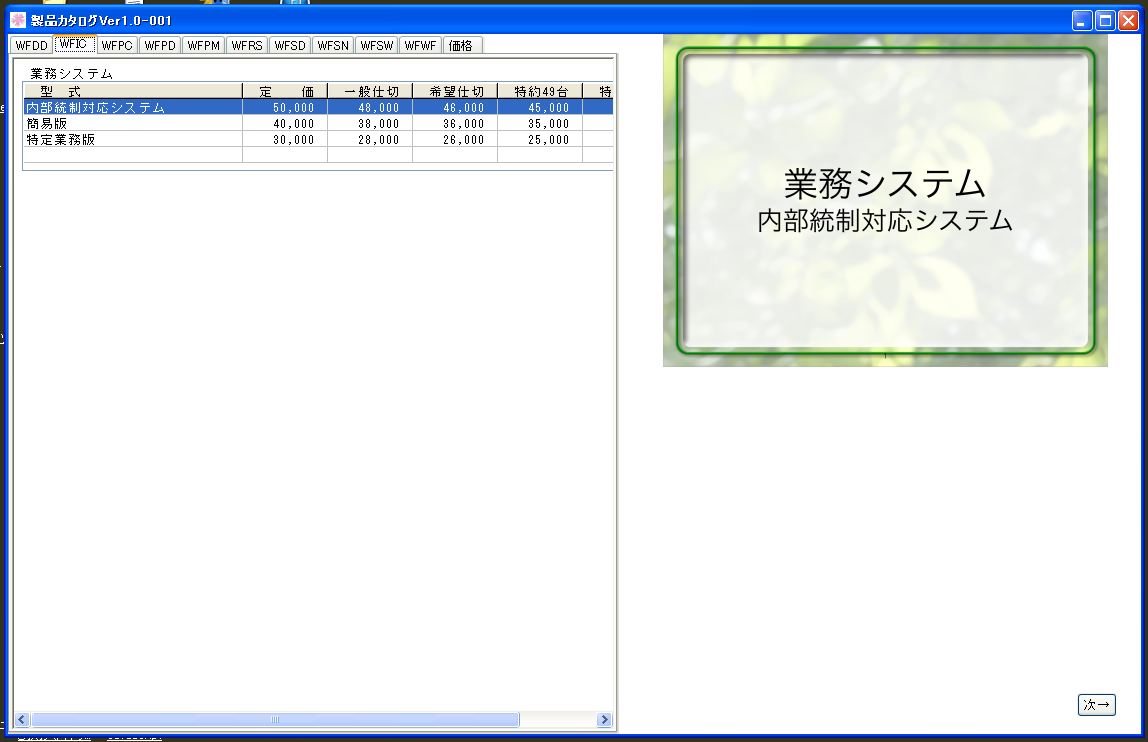 製品カタログVer1.0-001
WFDD WFIC WFPC WFPD WFPM WFRS WFSD WFSN WFSW WFWF 価格
業務システム
型 式 定 価 一般仕切 希望仕切 特約49台 特
内部統制対応システム 50,000 48,000 46,000 45,000
簡易版 40,000 38,000 36,000 35,000
特定業務版 30,000 28,000 26,000 25,000
業務システム
内部統制対応システム
次→